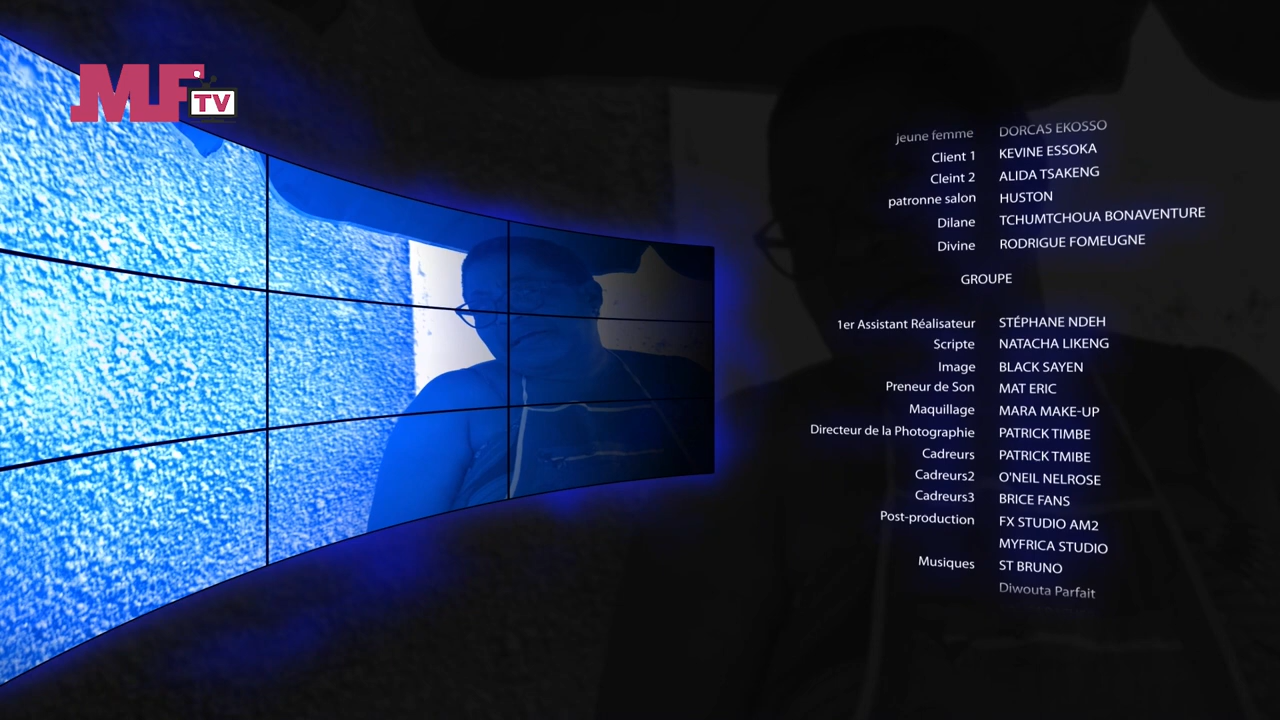 MF TV
jeune femme DORCAS EKOSSO
Client 1 KEVINE ESSOKA
Cleint 2 ALIDA TSAKENG
patronne salon HUSTON
Dilane TCHUMTCHOUA BONAVENTURE
Divine RODRIGUE FOMEUGNE
GROUPE
1er Assistant Réalisateur STÉPHANE NDEH
Scripte NATACHA LIKENG
Image BLACK SAYEN
Preneur de Son MAT ERIC
Maquillage MARA MAKE-UP
Directeur de la Photographie PATRICK TIMBE
Cadreurs PATRICK TMIBE
Cadreurs2 O'NEIL NELROSE
Cadreurs3 BRICE FANS
Post-production FX STUDIO AM2
MYFRICA STUDIO
Musiques ST BRUNO
Diwouta Parfait